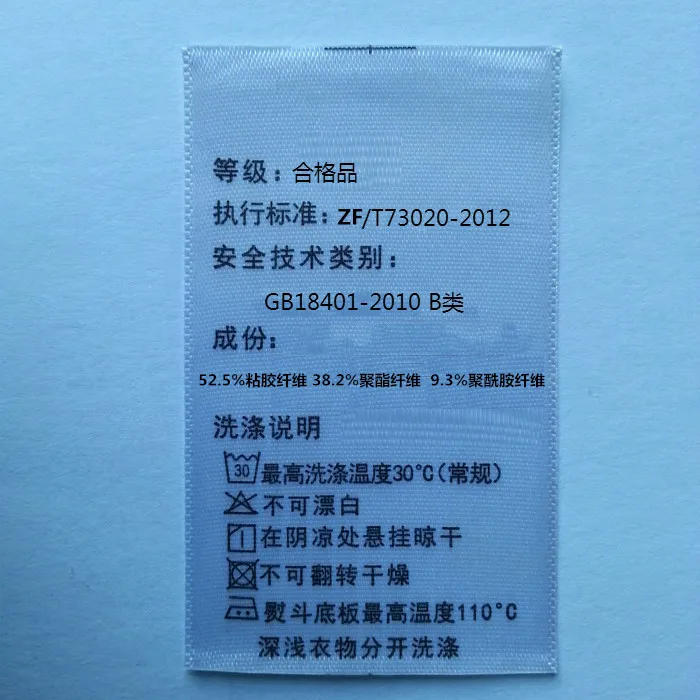 等级：合格品
执行标准：ZF/T73020-2012
安全技术类别：
GB18401-2010 B类
成份：
52.5%粘胶纤维 38.2%聚酯纤维 9.3%聚酰胺纤维
洗涤说明
30 最高洗涤温度30℃(常规)
不可漂白
在阴凉处悬挂晾干
不可翻转干燥
熨斗底板最高温度110℃
深浅衣物分开洗涤